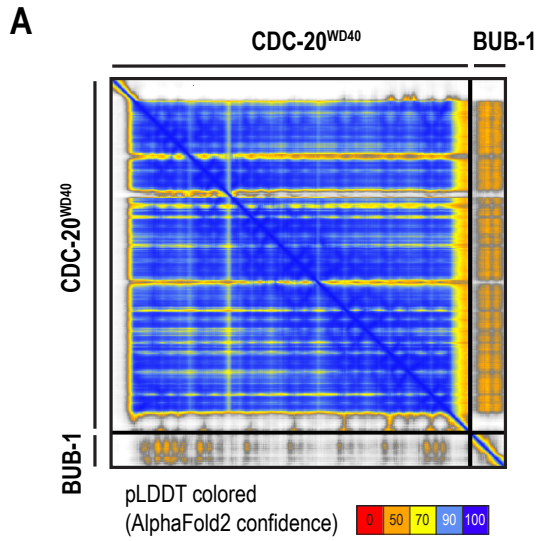 A
CDC-20WD40 BUB-1
CDC-20WD40
BUB-1
pLDDT colored
(AlphaFold2 confidence)
0 50 70 90 100